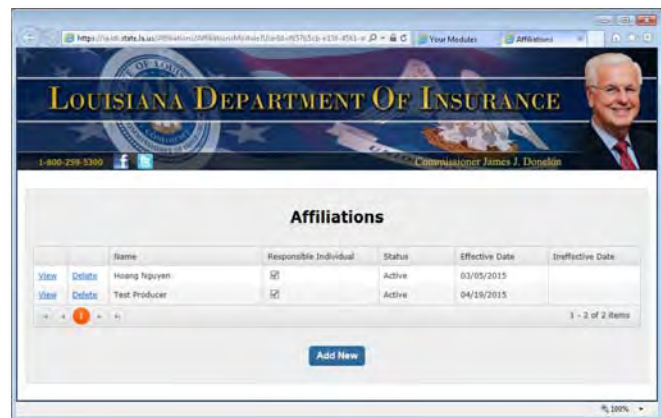 Your Modules
Affiliations
LOUISIANA DEPARTMENT OF INSURANCE
1-800-259-5300
Commissioner James J. Donelon
Affiliations
Name Responsible Individual Status Effective Date Ineffective Date
View Delete Hoang Nguyen Active 03/05/2015
View Delete Test Producer Active 04/19/2015
1 1 - 2 of 2 items
Add New
100%